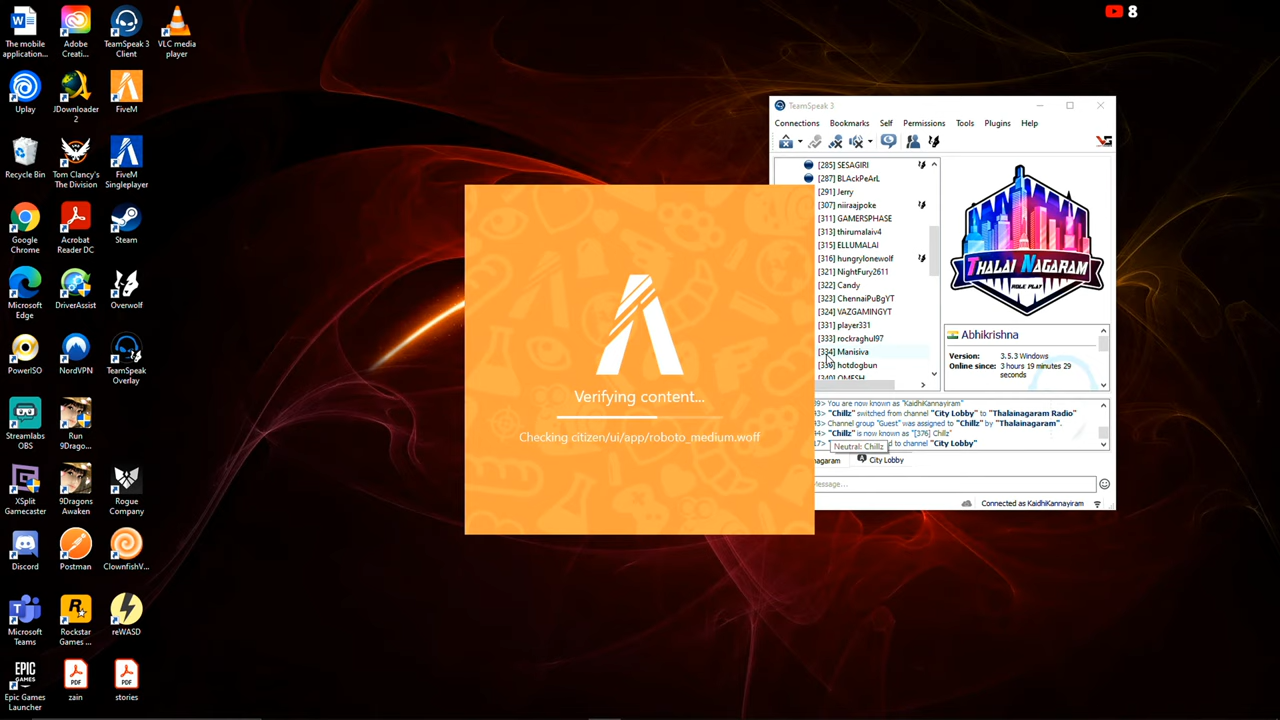 8
The mobile
application...
Adobe
Creati...
TeamSpeak 3
Client
VLC media
player
Uplay
JDownloader
2
FiveM
Recycle Bin
Tom Clancy's
The Division
FiveM
Singleplayer
Google
Chrome
Acrobat
Reader DC
Steam
Microsoft
Edge
DriverAssist
Overwolf
PowerISO
NordVPN
TeamSpeak
Overlay
Streamlabs
OBS
Run
9Drago...
XSplit
Gamecaster
9Dragons
Awaken
Rogue
Company
Discord
Postman
ClownfishV...
Microsoft
Teams
Rockstar
Games ...
reWASD
EPIC
GAMES
Epic Games
Launcher
PDF
zain
PDF
stories
Verifying content...
Checking citizen/ui/app/roboto_medium.woff
TeamSpeak 3
Connections Bookmarks Self Permissions Tools Plugins Help
[285] SESAGIRI
[287] BLAckPeArL
[291] Jerry
[307] niiraajpoke
[311] GAMERSPHASE
[313] thirumalaiv4
[315] ELLUMALAI
[316] hungrylonewolf
[321] NightFury2611
[322] Candy
[323] ChennaiPuBgYT
[324] VAZGAMINGYT
[331] player331
[333] rockraghul97
[334] Manisiva
hotdogbun
THALAI NAGARAM
ROLE PLAY
Abhikrishna
Version: 3.5.3 Windows
Online since: 3 hours 19 minutes 29
seconds
You are now known as "KaidhiKannayiram"
"Chillz" switched from channel "City Lobby" to "Thalainagaram Radio"
Channel group "Guest" was assigned to "Chillz" by "Thalainagaram".
"Chillz" is now known as "[376] Chillz"
d to channel "City Lobby"
Neutral: Chillz
nagaram City Lobby
Message...
Connected as KaidhiKannayiram